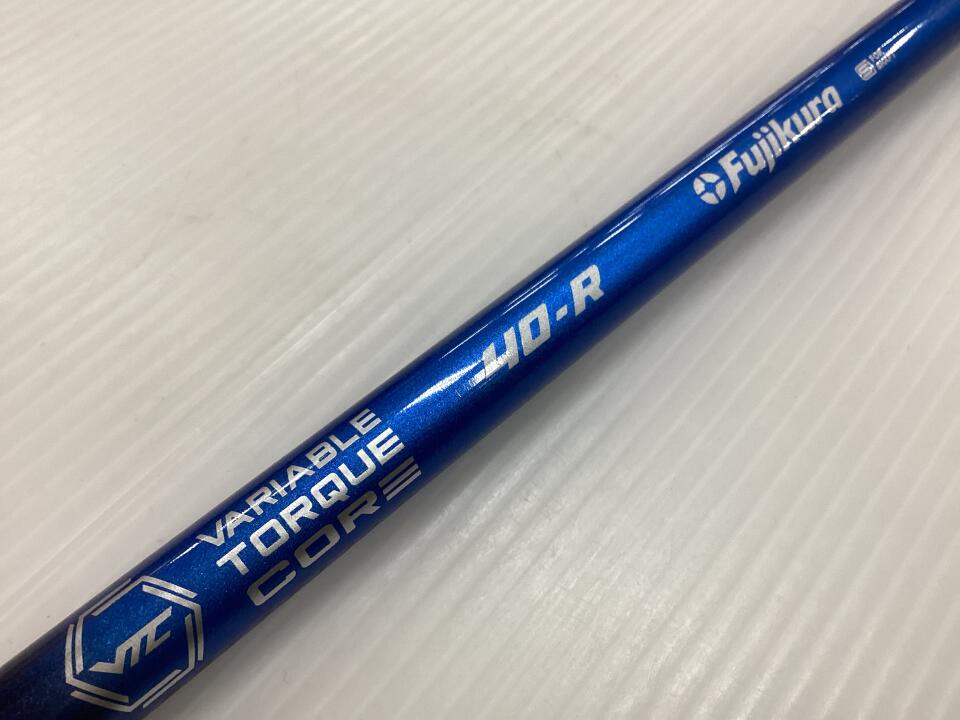 VTC
VARIABLE
TORQUE
CORE
40-R
Fujikura